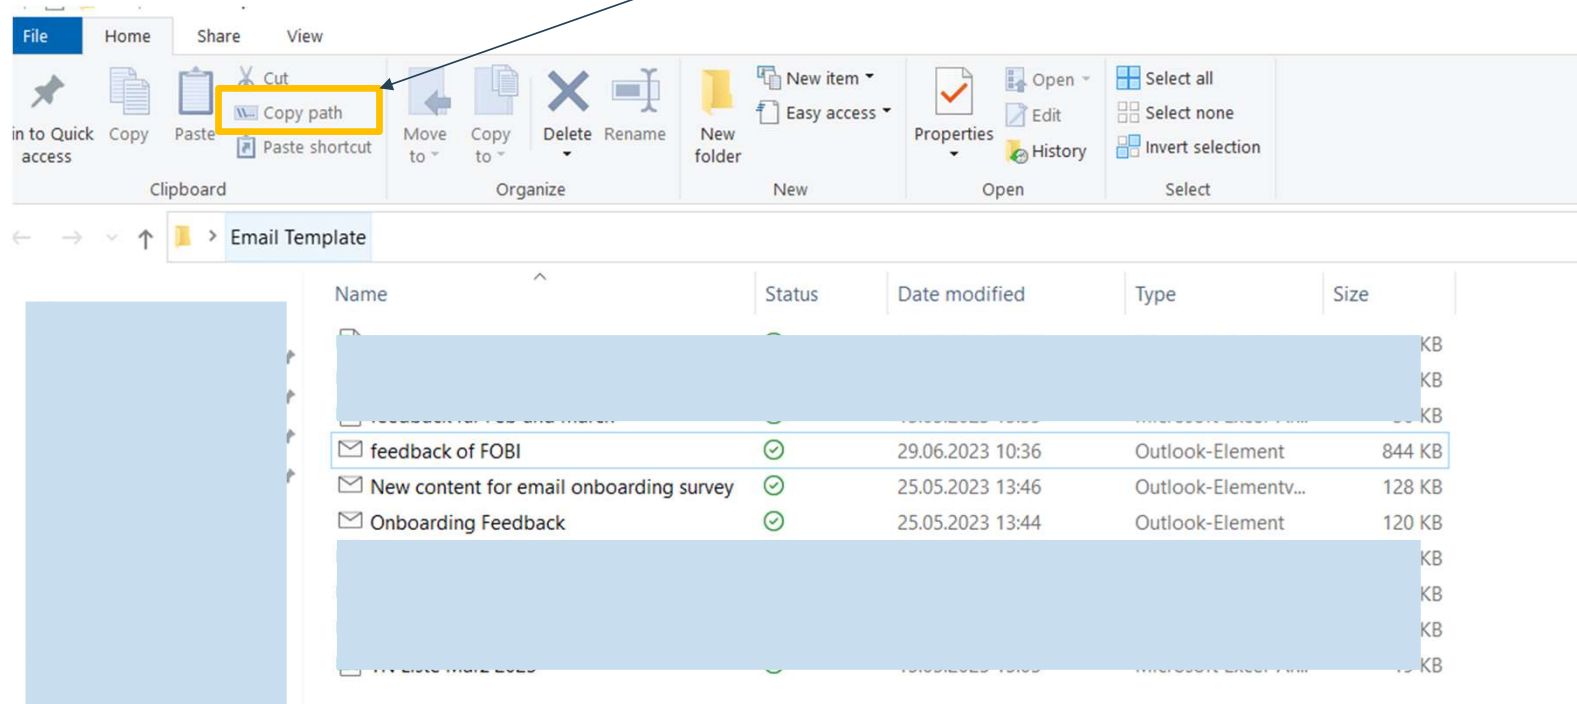 File Home Share View
Cut
Copy path
Paste shortcut
in to Quick access
Copy
Paste
Clipboard
Move to
Copy to
Delete
Rename
Organize
New folder
New item
Easy access
New
Properties
Open
Edit
History
Open
Select all
Select none
Invert selection
Select
Email Template
Name Status Date modified Type Size
KB
KB
KB
feedback of FOBI 29.06.2023 10:36 Outlook-Element 844 KB
New content for email onboarding survey 25.05.2023 13:46 Outlook-Elementv... 128 KB
Onboarding Feedback 25.05.2023 13:44 Outlook-Element 120 KB
KB
KB
KB
KB